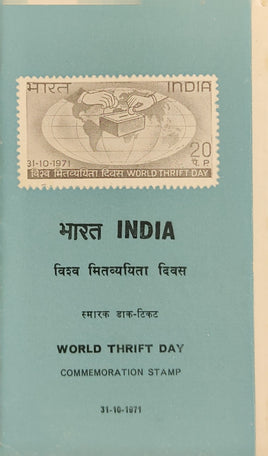 भारत INDIA
31-10-1971
20
प. P.
विश्व मितव्ययिता दिवस WORLD THRIFT DAY
भारत INDIA
विश्व मितव्ययिता दिवस
स्मारक डाक-टिकट
WORLD THRIFT DAY
COMMEMORATION STAMP
31-10-1971